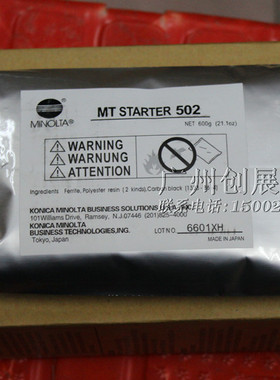 MT STARTER 502
MINOLTA
NET 600g (21.1oz)
WARNING
WARNUNG
ATTENTION
Ingredients Ferrite, Polyester resin (2 kinds), Carbon black
KONICA MINOLTA BUSINESS SOLUTIONS
101 Williams Drive, Ramsey, N.J.07446 (201)825-4000
KONICA MINOLTA
BUSINESS TECHNOLOGIES, INC.
Tokyo, Japan
LOT NO. 6601XH
MADE IN JAPAN
广州创展
联系电话:15002